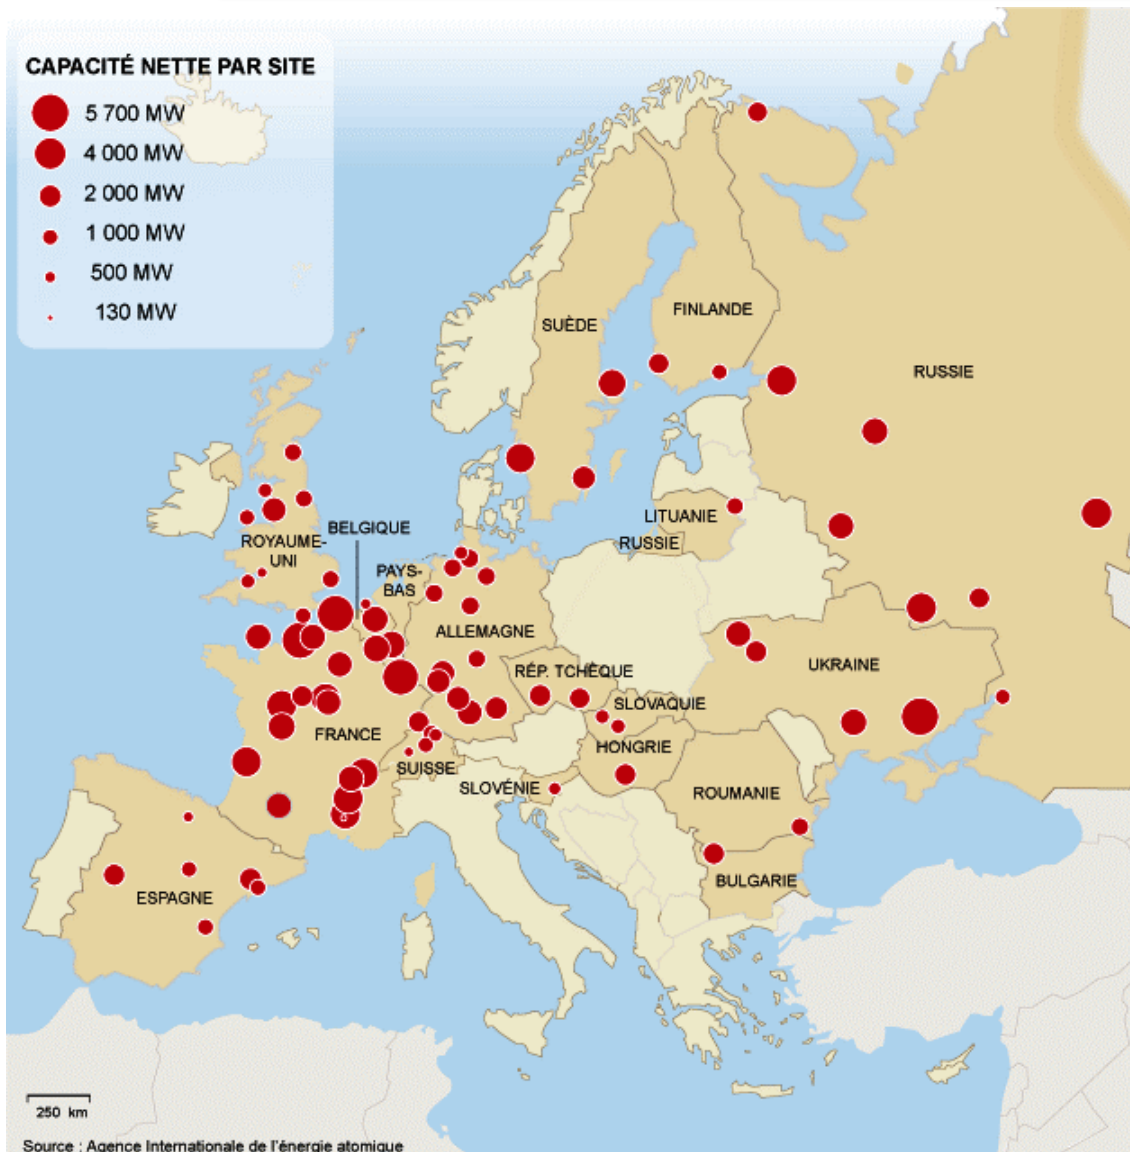 CAPACITÉ NETTE PAR SITE
5 700 MW
4 000 MW
2 000 MW
1 000 MW
500 MW
130 MW
FINLANDE
SUÈDE
RUSSIE
LITUANIE
RUSSIE
BELGIQUE
ROYAUME-
UNI
PAYS-
BAS
ALLEMAGNE
RÉP. TCHÈQUE
UKRAINE
SLOVAQUIE
FRANCE
HONGRIE
SUISSE
SLOVÉNIE
ROUMANIE
BULGARIE
ESPAGNE
250 km
Source : Agence Internationale de l'énergie atomique